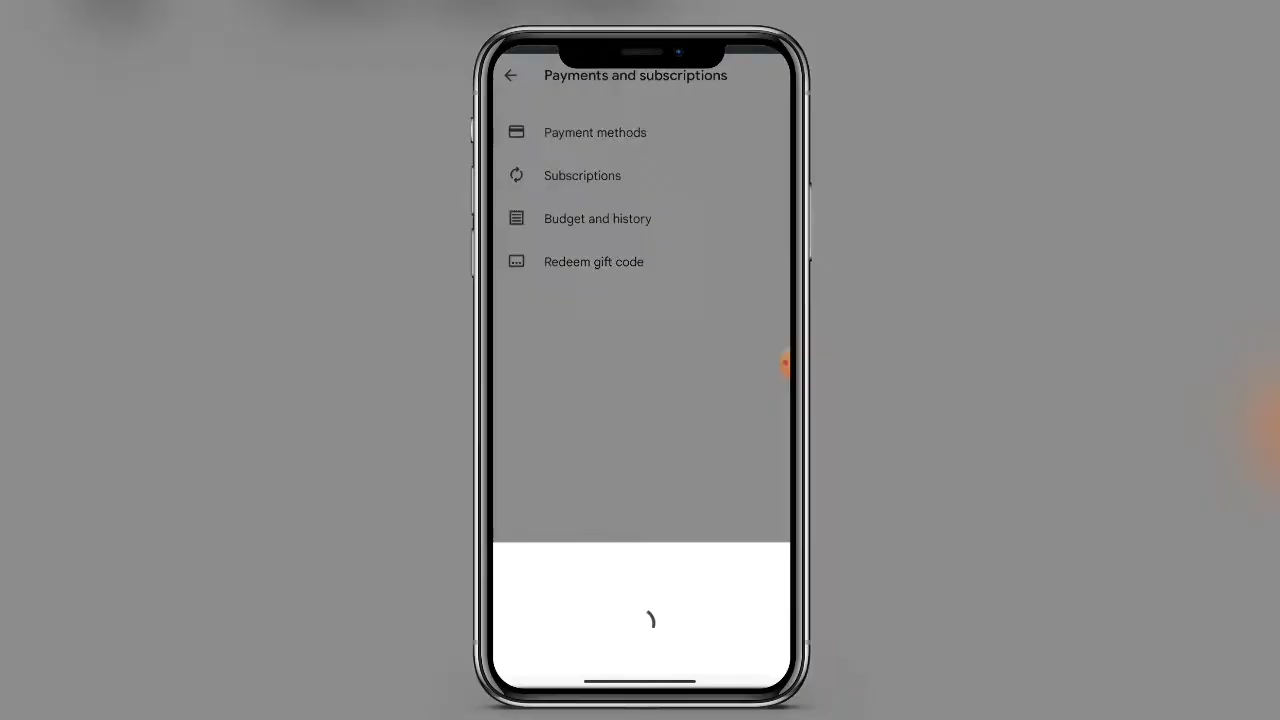 Payments and subscriptions
Payment methods
Subscriptions
Budget and history
Redeem gift code